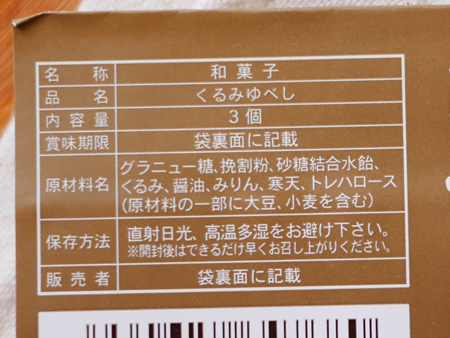 名称 和菓子
品名 くるみゆべし
内容量 3個
賞味期限 袋裏面に記載
原材料名 グラニュー糖、挽割粉、砂糖結合水飴、
くるみ、醤油、みりん、寒天、トレハロース
(原材料の一部に大豆、小麦を含む)
保存方法 直射日光、高温多湿をお避け下さい。
※開封後はできるだけ早くお召し上がりください。
販売者 袋裏面に記載